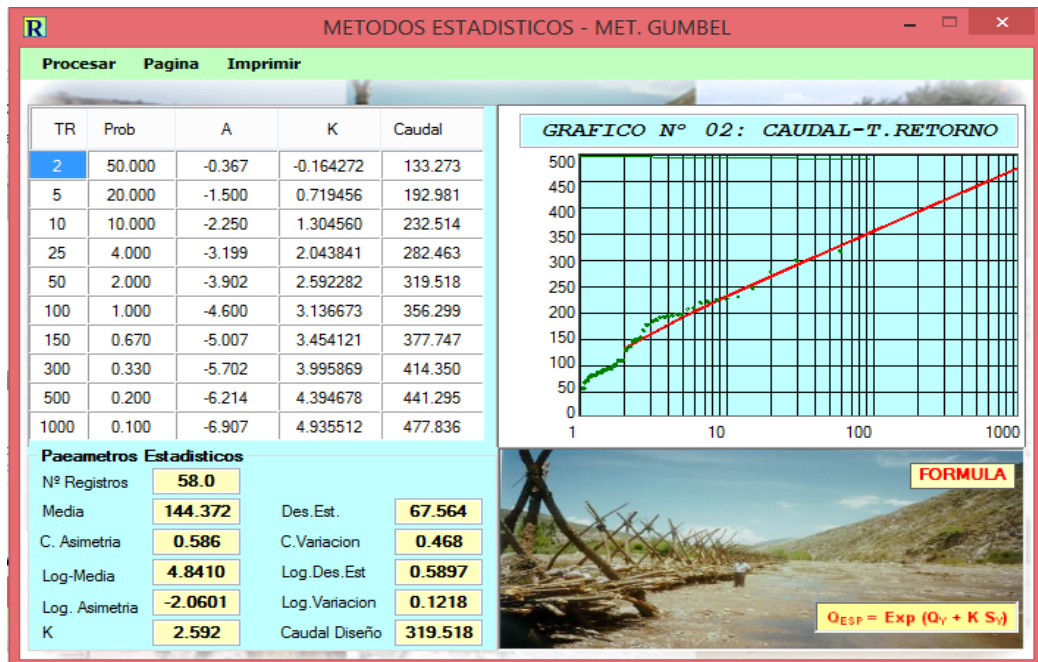 R METODOS ESTADISTICOS - MET. GUMBEL
Procesar Pagina Imprimir
TR Prob A K Caudal
2 50.000 -0.367 -0.164272 133.273
5 20.000 -1.500 0.719456 192.981
10 10.000 -2.250 1.304560 232.514
25 4.000 -3.199 2.043841 282.463
50 2.000 -3.902 2.592282 319.518
100 1.000 -4.600 3.136673 356.299
150 0.670 -5.007 3.454121 377.747
300 0.330 -5.702 3.995869 414.350
500 0.200 -6.214 4.394678 441.295
1000 0.100 -6.907 4.935512 477.836
GRAFICO Nº 02: CAUDAL-T.RETORNO
500
450
400
350
300
250
200
150
100
50
0
1 10 100 1000
Paeametros Estadisticos
Nº Registros 58.0
Media 144.372 Des.Est. 67.564
C. Asimetria 0.586 C.Variacion 0.468
Log-Media 4.8410 Log.Des.Est 0.5897
Log. Asimetria -2.0601 Log.Variacion 0.1218
K 2.592 Caudal Diseño 319.518
FORMULA
QESP = Exp (QY + K SY)